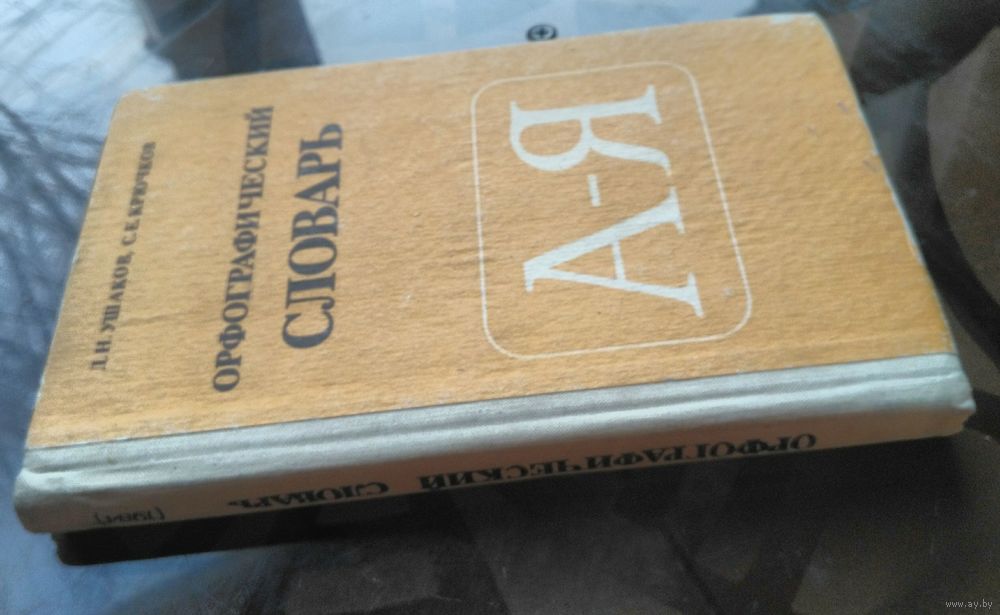 Д.Н. УШАКОВ, С.Е. КРЮЧКОВ
ОРФОГРАФИЧЕСКИЙ
СЛОВАРЬ
А-Я
ОРФОГРАФИЧЕСКИЙ СЛОВАРЬ
www.ay.by